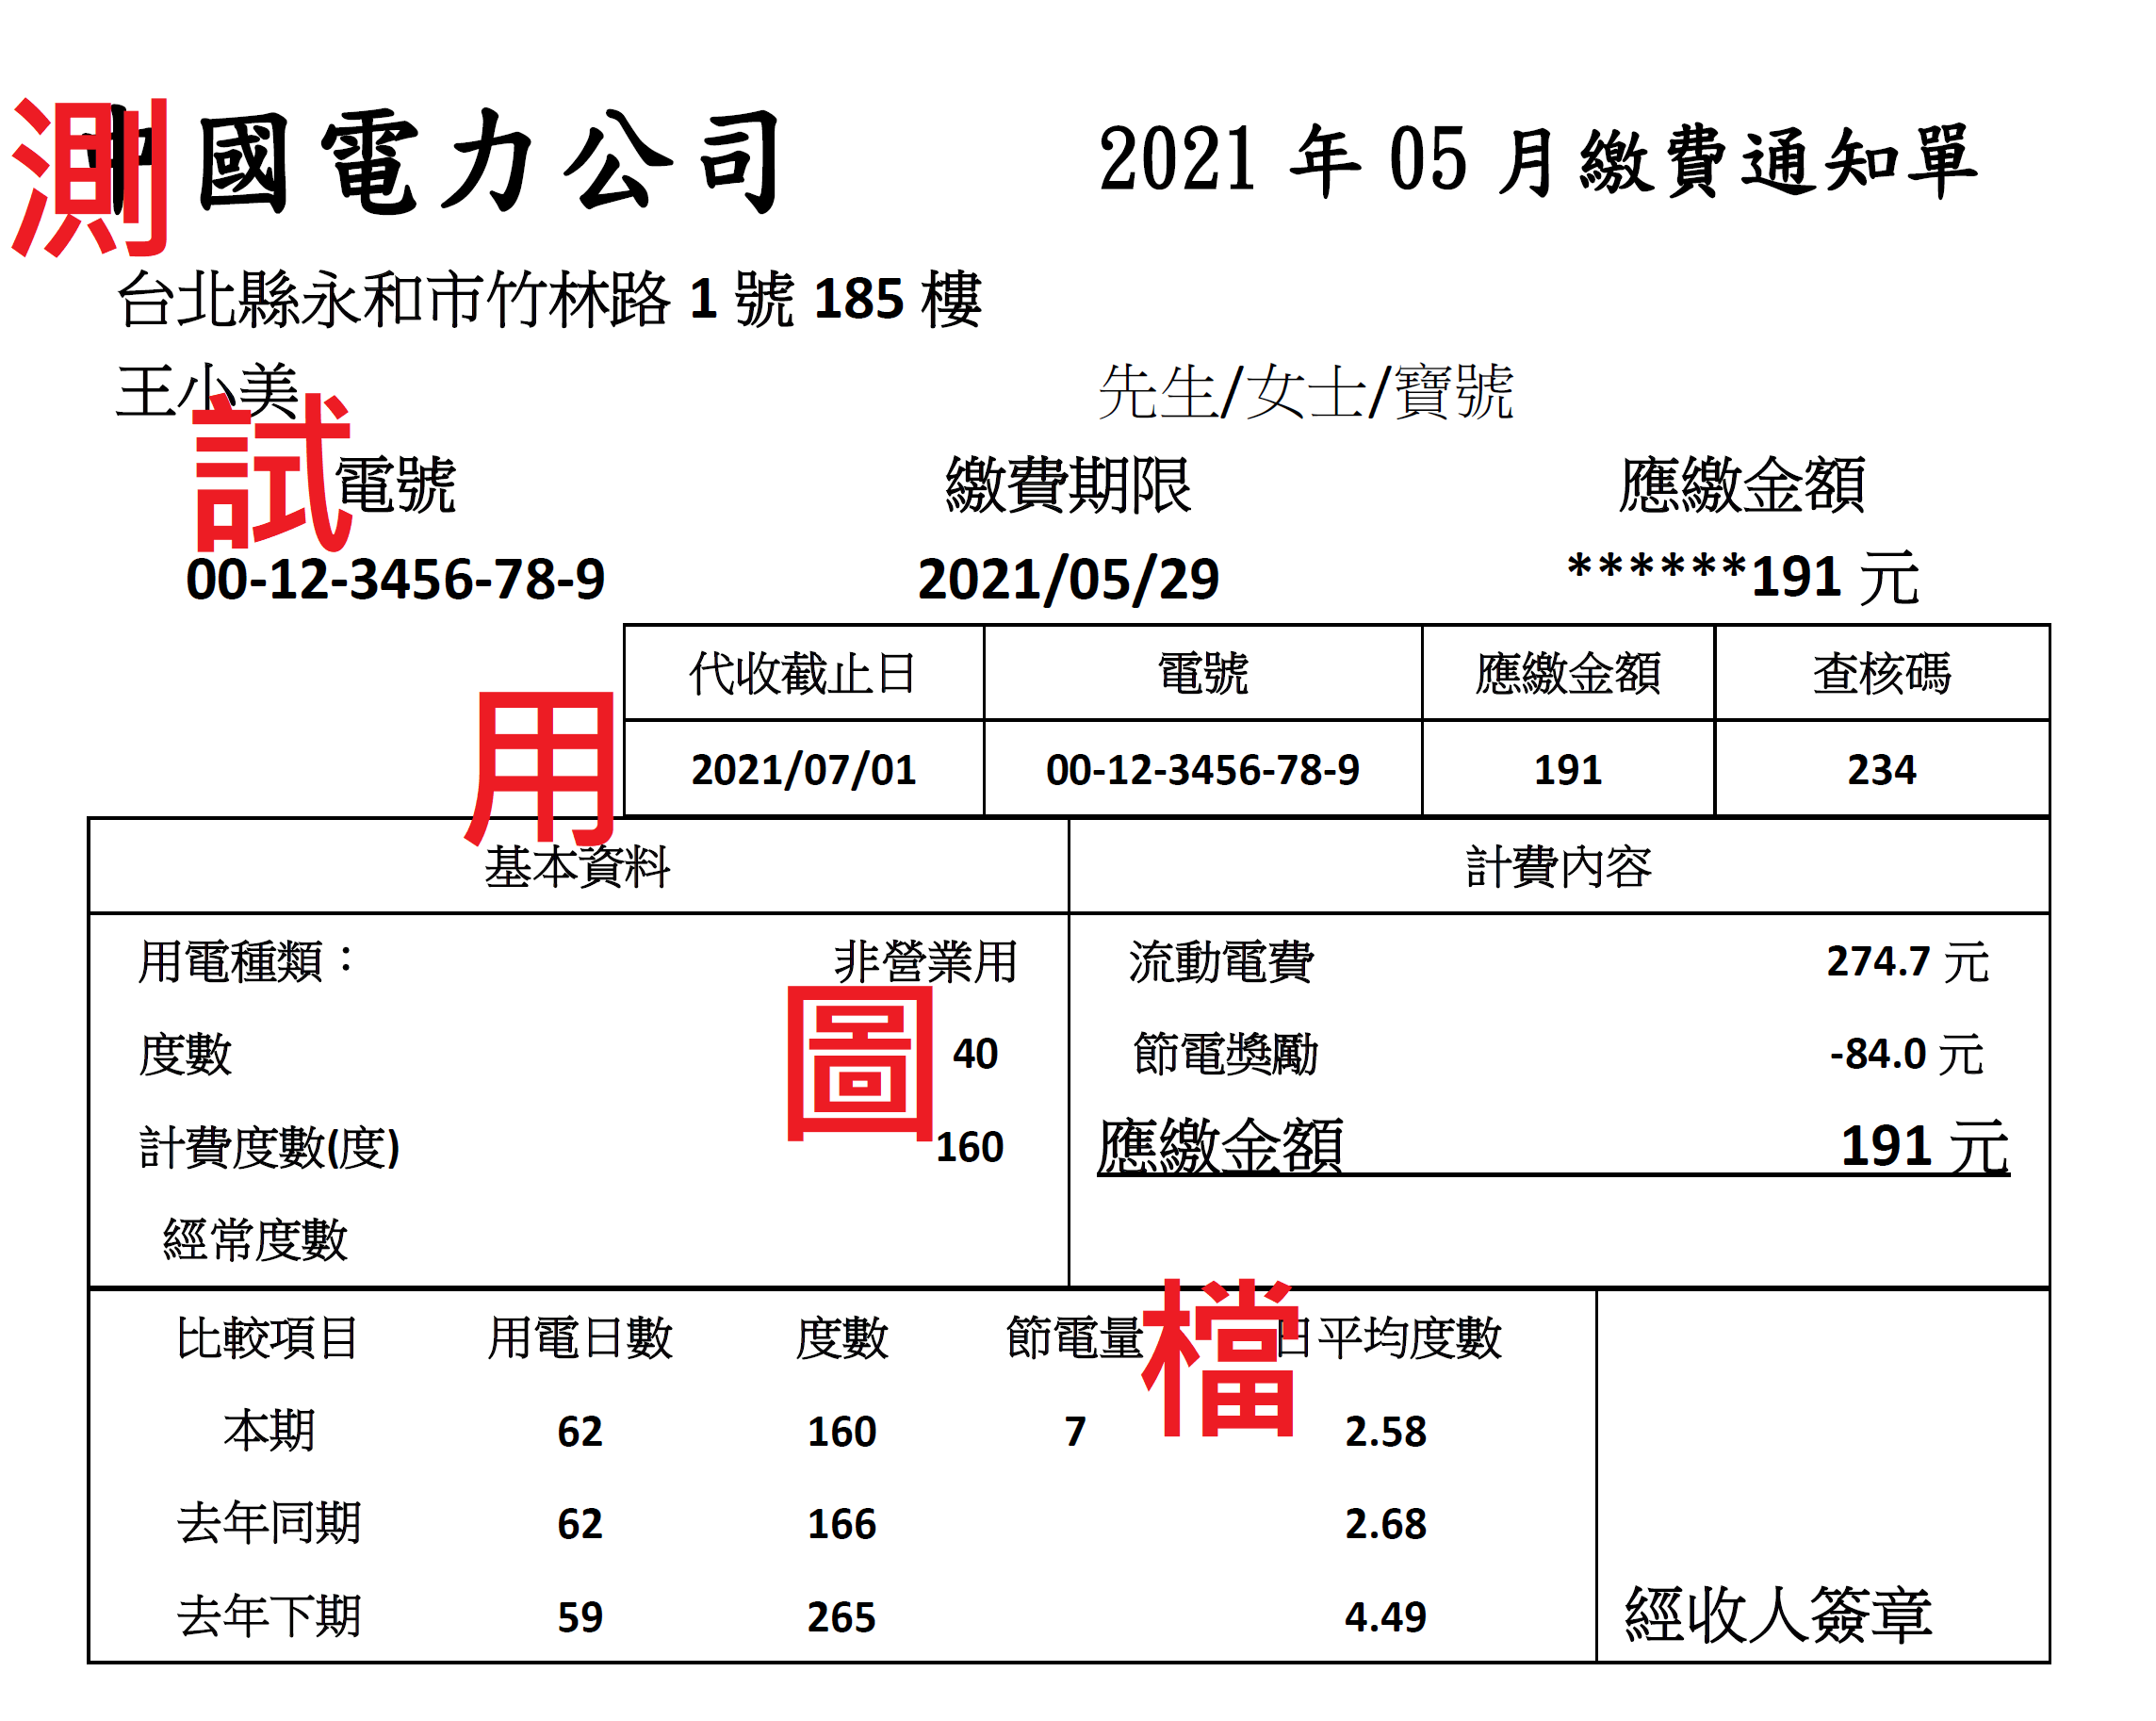 中國電力公司 2021 年 05 月繳費通知單
台北縣永和市竹林路 1 號 185 樓
王小美 先生/女士/寶號
電號 繳費期限 應繳金額
00-12-3456-78-9 2021/05/29 ******191 元
代收截止日 電號 應繳金額 查核碼
2021/07/01 00-12-3456-78-9 191 234
基本資料 計費內容
用電種類： 非營業用 流動電費 274.7 元
度數 40 節電獎勵 -84.0 元
計費度數(度) 160 應繳金額 191 元
經常度數
比較項目 用電日數 度數 節電量 日平均度數
本期 62 160 7 2.58
去年同期 62 166 2.68
去年下期 59 265 4.49
經收人簽章
測試用圖檔